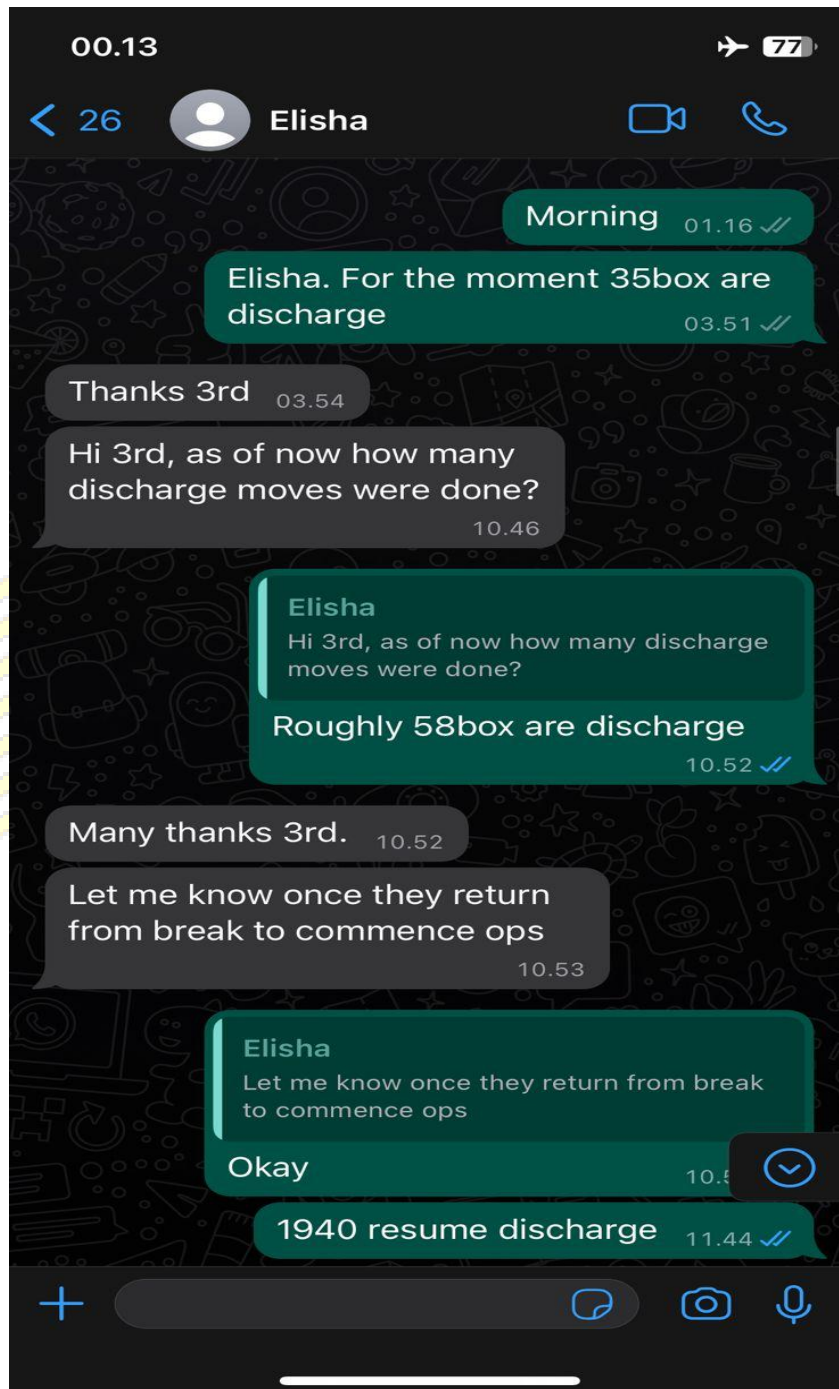 00.13
77
26
Elisha
Morning 01.16
Elisha. For the moment 35box are
discharge 03.51
Thanks 3rd 03.54
Hi 3rd, as of now how many
discharge moves were done?
10.46
Elisha
Hi 3rd, as of now how many discharge
moves were done?
Roughly 58box are discharge
10.52
Many thanks 3rd. 10.52
Let me know once they return
from break to commence ops
10.53
Elisha
Let me know once they return from break
to commence ops
Okay
1940 resume discharge 11.44